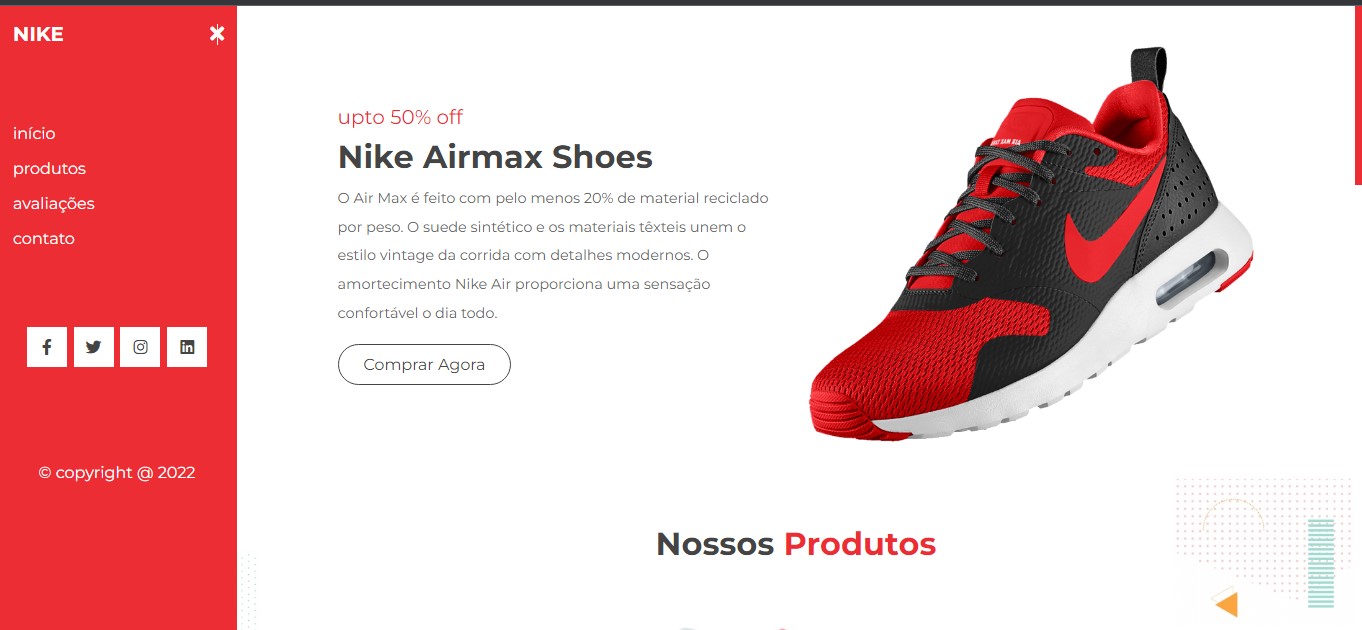 NIKE
início
produtos
avaliações
contato
© copyright @ 2022
upto 50% off
Nike Airmax Shoes
O Air Max é feito com pelo menos 20% de material reciclado
por peso. O suede sintético e os materiais têxteis unem o
estilo vintage da corrida com detalhes modernos. O
amortecimento Nike Air proporciona uma sensação
confortável o dia todo.
Comprar Agora
Nossos Produtos